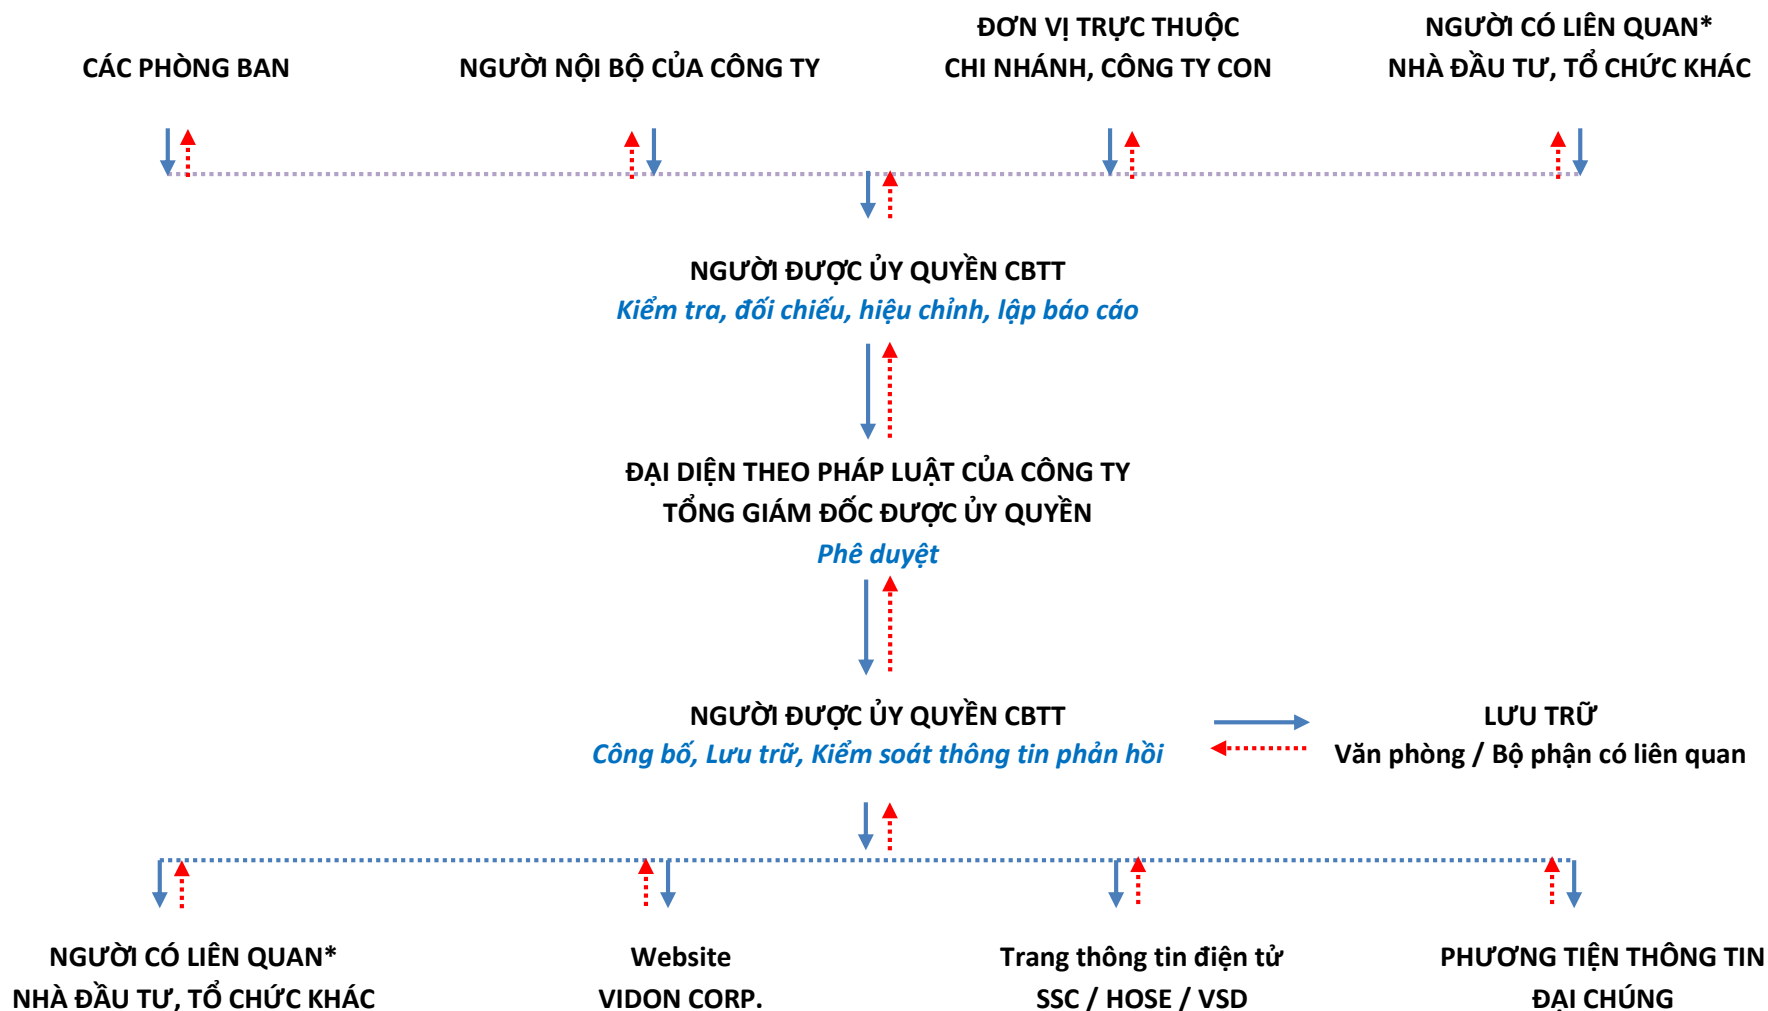 CÁC PHÒNG BAN
NGƯỜI NỘI BỘ CỦA CÔNG TY
ĐƠN VỊ TRỰC THUỘC
CHI NHÁNH, CÔNG TY CON
NGƯỜI CÓ LIÊN QUAN*
NHÀ ĐẦU TƯ, TỔ CHỨC KHÁC
NGƯỜI ĐƯỢC ỦY QUYỀN CBTT
Kiểm tra, đối chiếu, hiệu chỉnh, lập báo cáo
ĐẠI DIỆN THEO PHÁP LUẬT CỦA CÔNG TY
TỔNG GIÁM ĐỐC ĐƯỢC ỦY QUYỀN
Phê duyệt
NGƯỜI ĐƯỢC ỦY QUYỀN CBTT
Công bố, Lưu trữ, Kiểm soát thông tin phản hồi
LƯU TRỮ
Văn phòng / Bộ phận có liên quan
NGƯỜI CÓ LIÊN QUAN*
NHÀ ĐẦU TƯ, TỔ CHỨC KHÁC
Website
VIDON CORP.
Trang thông tin điện tử
SSC / HOSE / VSD
PHƯƠNG TIỆN THÔNG TIN
ĐẠI CHÚNG